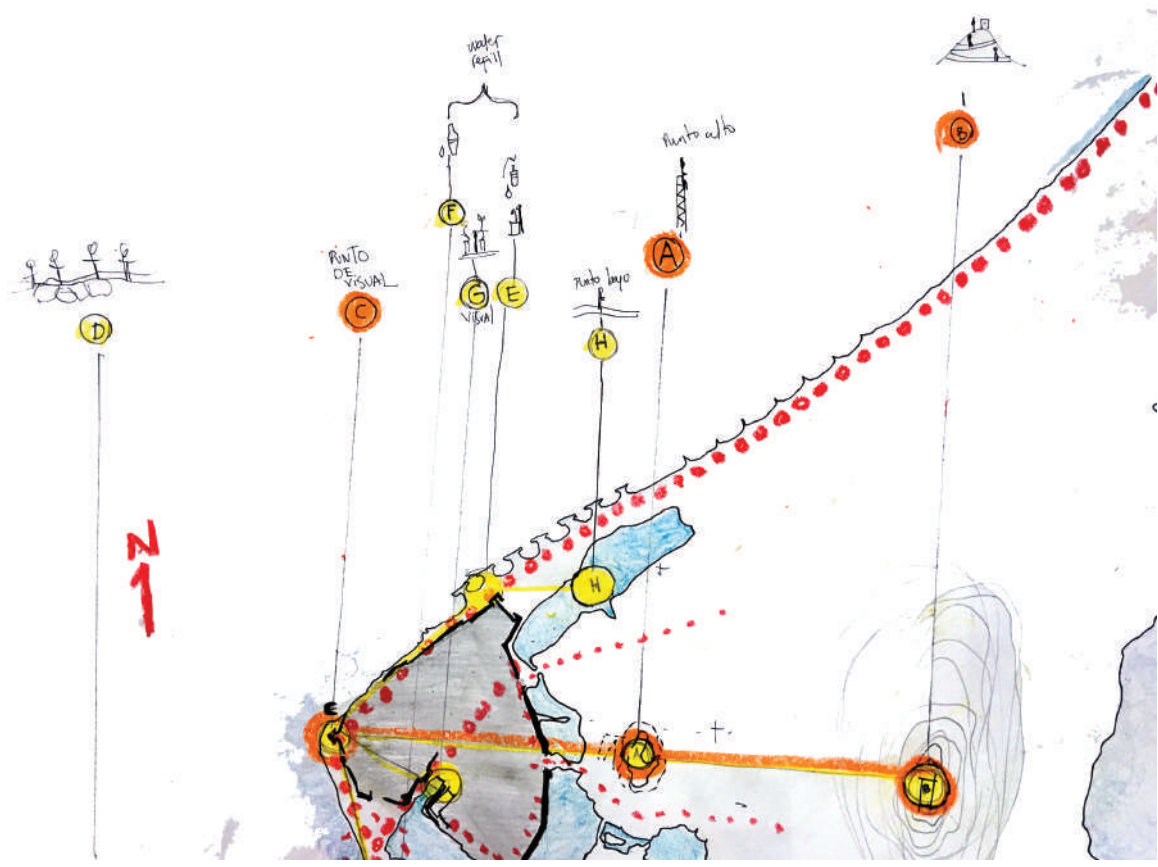 water
refill
B
Punto alto
F
A
PUNTO
DE
VISUAL
C
G
E
VISUAL
Punto bajo
H
D
N
H
A
B